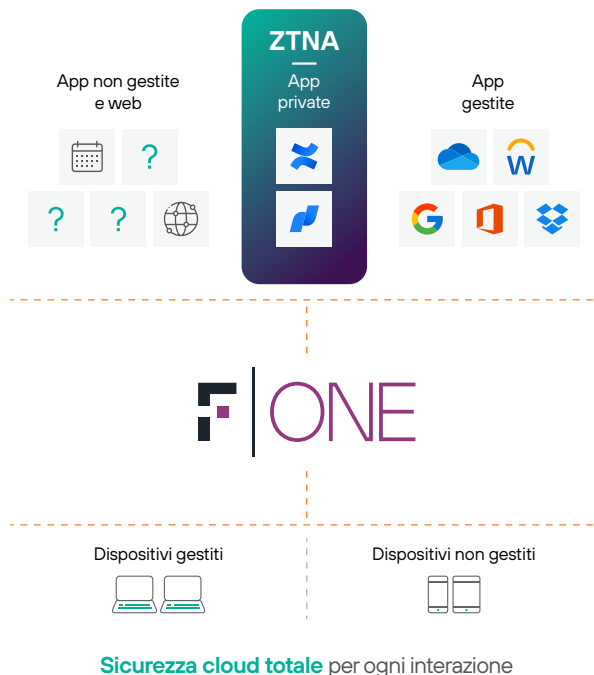 ZTNA
App non gestite
e web
App
private
App
gestite
?
? ?
F|ONE
Dispositivi gestiti
Dispositivi non gestiti
Sicurezza cloud totale per ogni interazione